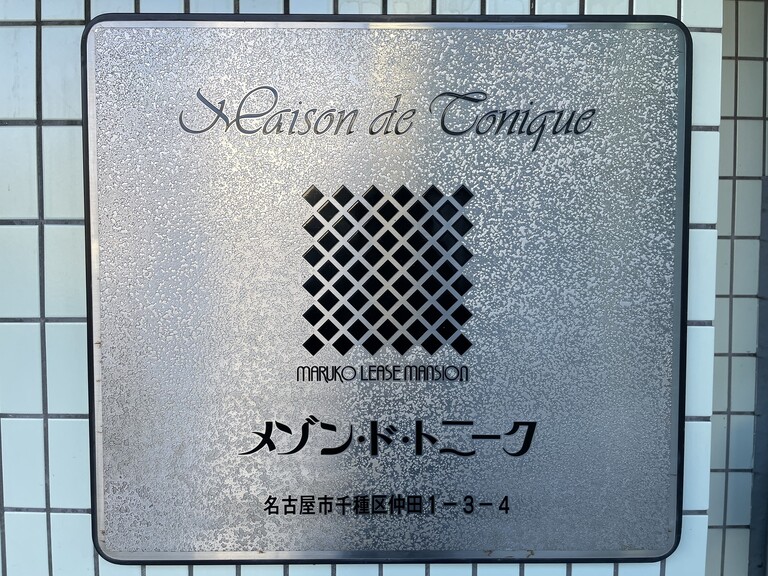 Maison de Tonique
MARUKO LEASE MANSION
メゾン・ド・トニーク
名古屋市千種区仲田1-3-4